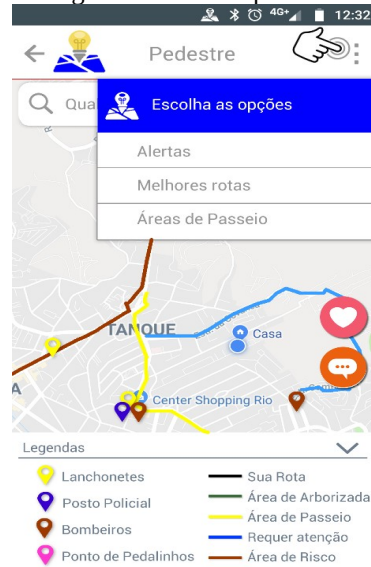 4G+ 12:32
Pedestre
Qua
Escolha as opções
Alertas
Melhores rotas
Áreas de Passeio
TANQUE
Casa
Center Shopping Rio
A
Legendas
Lanchonetes
Posto Policial
Bombeiros
Ponto de Pedalinhos
Sua Rota
Área de Arborizada
Área de Passeio
Requer atenção
Área de Risco